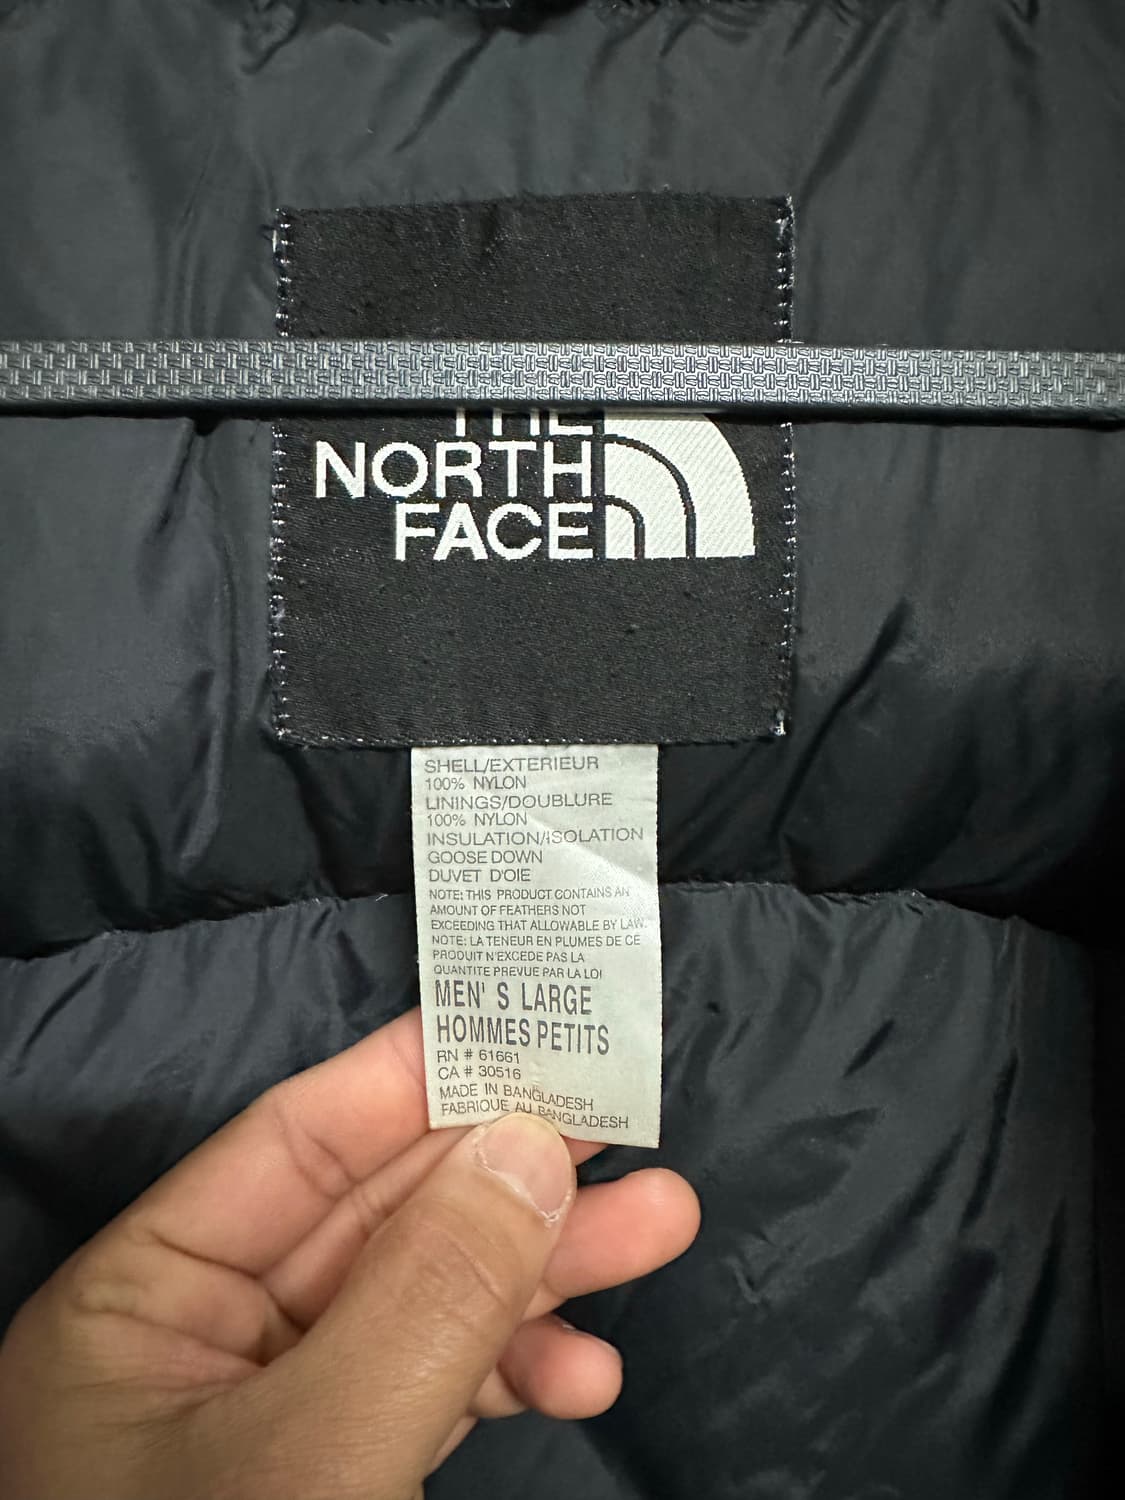 THE
NORTH
FACE
SHELL/EXTERIEUR
100% NYLON
LININGS/DOUBLURE
100% NYLON
INSULATION/ISOLATION
GOOSE DOWN
DUVET D'OIE
NOTE: THIS PRODUCT CONTAINS AN
AMOUNT OF FEATHERS NOT
EXCEEDING THAT ALLOWABLE BY LAW.
NOTE: LA TENEUR EN PLUMES DE CE
PRODUIT N'EXCEDE PAS LA
QUANTITE PREVUE PAR LA LOI
MEN' S LARGE
HOMMES PETITS
RN # 61661
CA # 30516
MADE IN BANGLADESH
FABRIQUE AU BANGLADESH